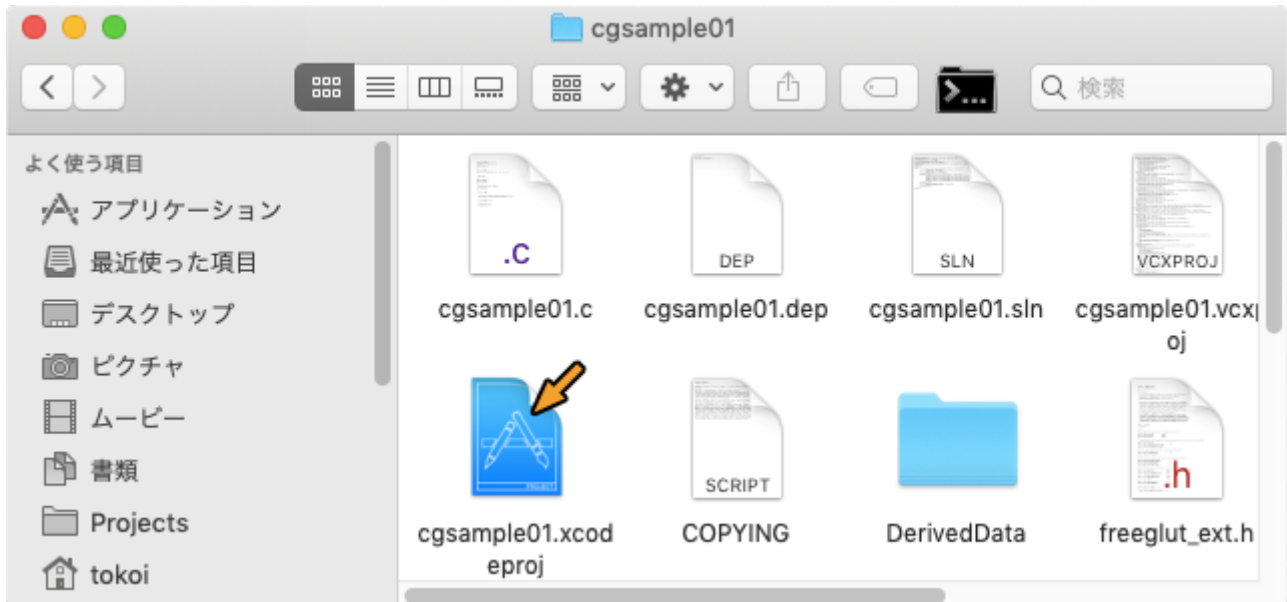 cgsample01
検索
よく使う項目
アプリケーション
最近使った項目
デスクトップ
ピクチャ
ムービー
書類
Projects
tokoi
.c
DEP
SLN
VCXPROJ
cgsample01.c
cgsample01.dep
cgsample01.sln
cgsample01.vcxp
oj
PROJECT
SCRIPT
.h
cgsample01.xcod
eproj
COPYING
DerivedData
freeglut_ext.h